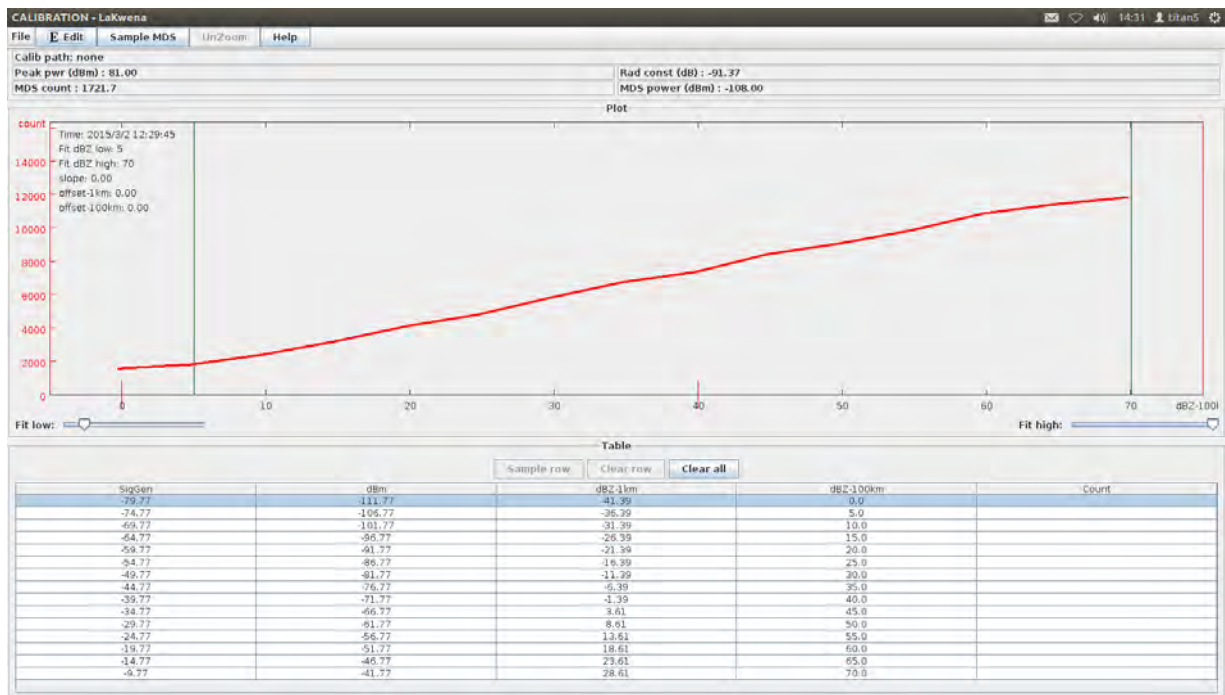 CALIBRATION - LaKwena 14:31 titan5
File E Edit Sample MDS UnZoom Help
Calib path: none
Peak pwr (dBm) : 81.00 Rad const (dB) : -91.37
MDS count : 1721.7 MDS power (dBm) : -108.00
Plot
count
Time: 2015/3/2 12:29:45
Fit dBZ low: 5
14000 Fit dBZ high: 70
slope: 0.00
12000 offset-1km: 0.00
offset-100km: 0.00
10000
8000
6000
4000
2000
0
0 10 20 30 40 50 60 70 dBZ-100l
Fit low: Fit high:
Table
Sample row Clear row Clear all
SigGen dBm dBZ-1km dBZ-100km Count
-79.77 -111.77 -41.39 0.0
-74.77 -106.77 -36.39 5.0
-69.77 -101.77 -31.39 10.0
-64.77 -96.77 -26.39 15.0
-59.77 -91.77 -21.39 20.0
-54.77 -86.77 -16.39 25.0
-49.77 -81.77 -11.39 30.0
-44.77 -76.77 -6.39 35.0
-39.77 -71.77 -1.39 40.0
-34.77 -66.77 3.61 45.0
-29.77 -61.77 8.61 50.0
-24.77 -56.77 13.61 55.0
-19.77 -51.77 18.61 60.0
-14.77 -46.77 23.61 65.0
-9.77 -41.77 28.61 70.0